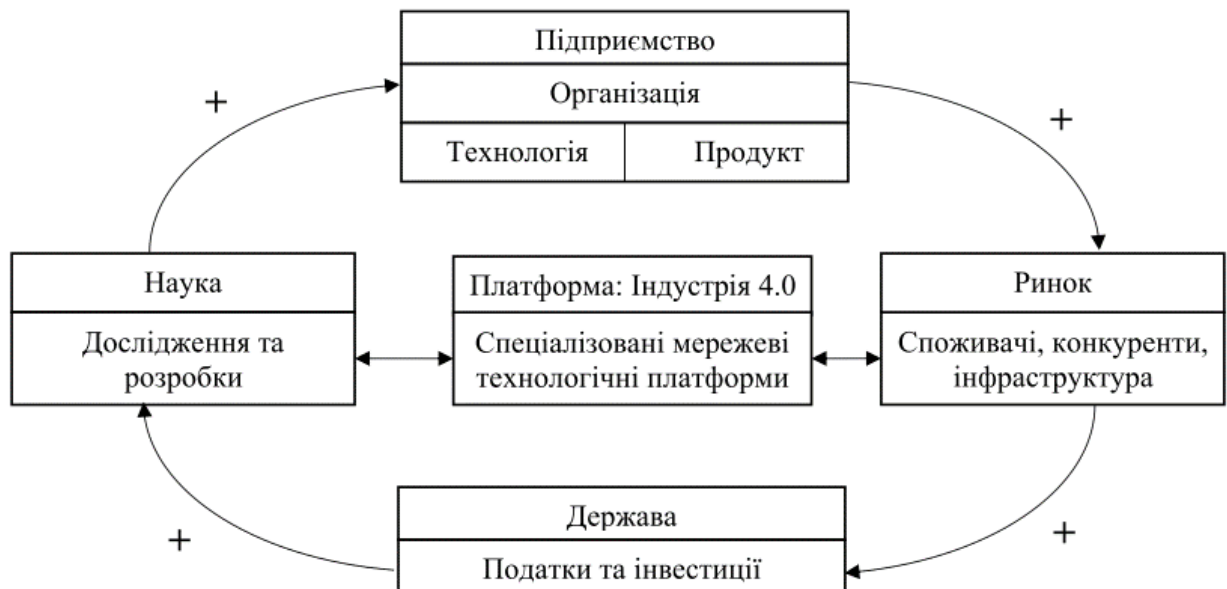 Підприємство
Організація
+
+
Технологія
Продукт
Наука
Платформа: Індустрія 4.0
Ринок
Дослідження та
розробки
Спеціалізовані мережеві
технологічні платформи
Споживачі, конкуренти,
інфраструктура
Держава
+
+
Податки та інвестиції